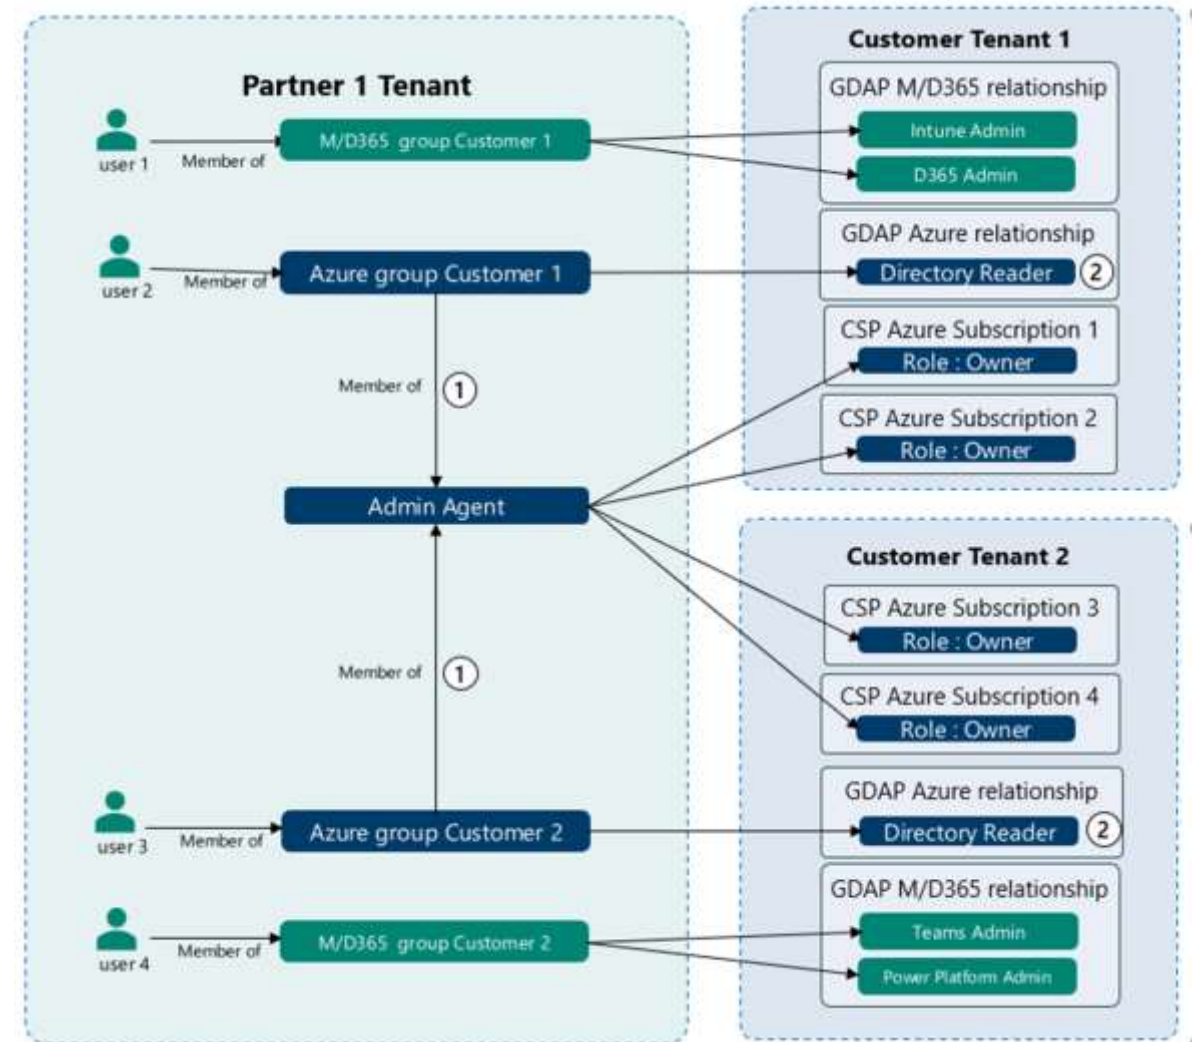 Partner 1 Tenant
user 1
Member of
M/D365 group Customer 1
user 2
Member of
Azure group Customer 1
Member of
1
Admin Agent
Member of
1
user 3
Member of
Azure group Customer 2
user 4
Member of
M/D365 group Customer 2
Customer Tenant 1
GDAP M/D365 relationship
Intune Admin
D365 Admin
GDAP Azure relationship
Directory Reader
2
CSP Azure Subscription 1
Role : Owner
CSP Azure Subscription 2
Role : Owner
Customer Tenant 2
CSP Azure Subscription 3
Role : Owner
CSP Azure Subscription 4
Role : Owner
GDAP Azure relationship
Directory Reader
2
GDAP M/D365 relationship
Teams Admin
Power Platform Admin